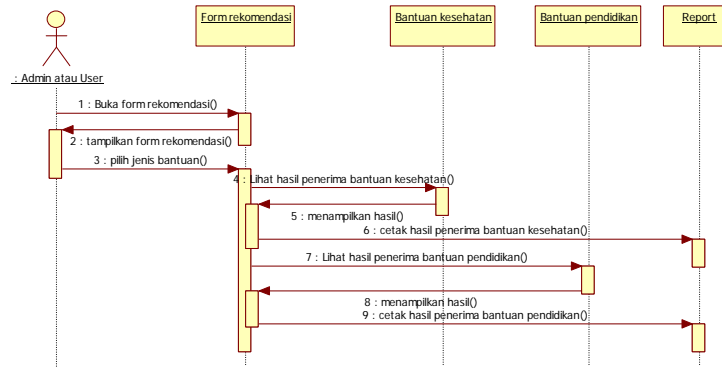 Form rekomendasi
Bantuan kesehatan
Bantuan pendidikan
Report
: Admin atau User
1 : Buka form rekomendasi()
2 : tampilkan form rekomendasi()
3 : pilih jenis bantuan()
4 : Lihat hasil penerima bantuan kesehatan()
5 : menampilkan hasil()
6 : cetak hasil penerima bantuan kesehatan()
7 : Lihat hasil penerima bantuan pendidikan()
8 : menampilkan hasil()
9 : cetak hasil penerima bantuan pendidikan()